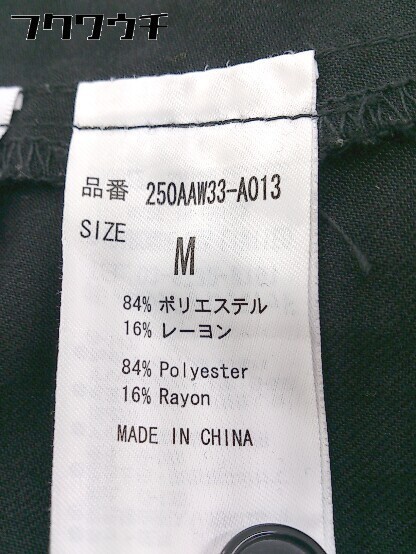 フクワウチ
品番 250AAW33-A013
SIZE
M
84% ポリエステル
16% レーヨン
84% Polyester
16% Rayon
MADE IN CHINA